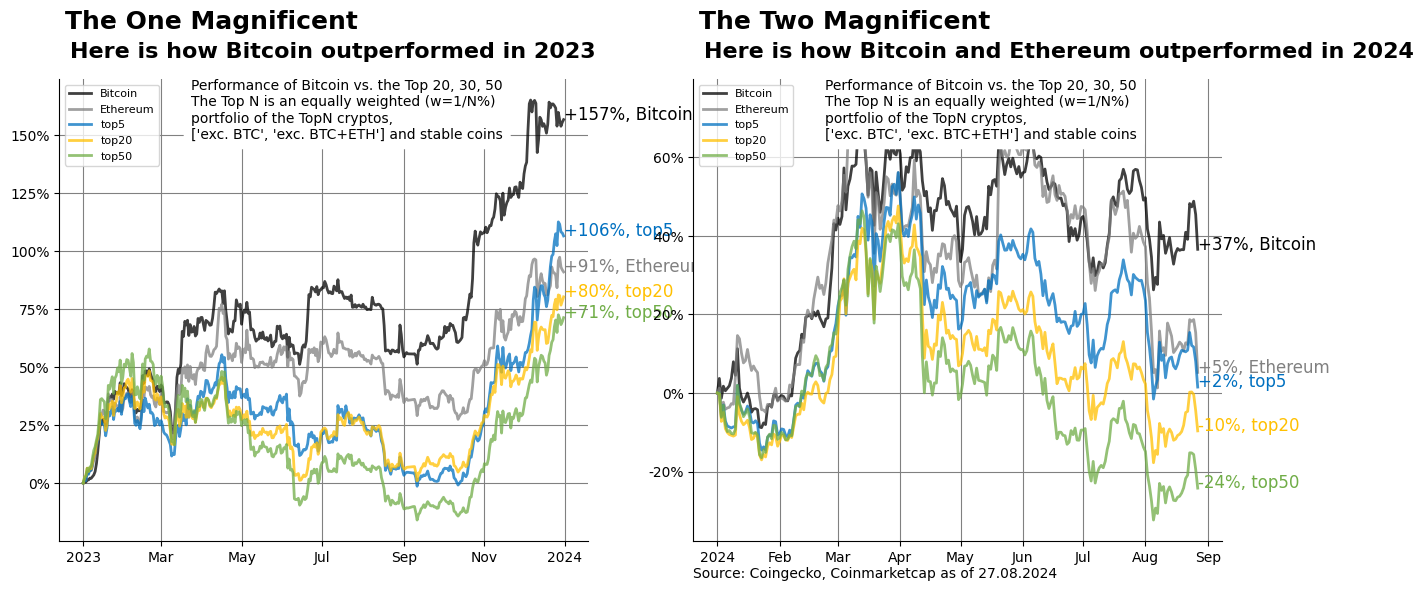 The One Magnificent
Here is how Bitcoin outperformed in 2023
Performance of Bitcoin vs. the Top 20, 30, 50
The Top N is an equally weighted (w=1/N%)
portfolio of the TopN cryptos,
['exc. BTC', 'exc. BTC+ETH'] and stable coins
Bitcoin
Ethereum
top5
top20
top50
150%
125%
100%
75%
50%
25%
0%
+157%, Bitcoin
+106%, top5
+91%, Ethereum
+80%, top20
+71%, top50
2023
Mar
May
Jul
Sep
Nov
2024
The Two Magnificent
Here is how Bitcoin and Ethereum outperformed in 2024
Performance of Bitcoin vs. the Top 20, 30, 50
The Top N is an equally weighted (w=1/N%)
portfolio of the TopN cryptos,
['exc. BTC', 'exc. BTC+ETH'] and stable coins
Bitcoin
Ethereum
top5
top20
top50
60%
40%
20%
0%
-20%
+37%, Bitcoin
+5%, Ethereum
+2%, top5
-10%, top20
-24%, top50
2024
Feb
Mar
Apr
May
Jun
Jul
Aug
Sep
Source: Coingecko, Coinmarketcap as of 27.08.2024